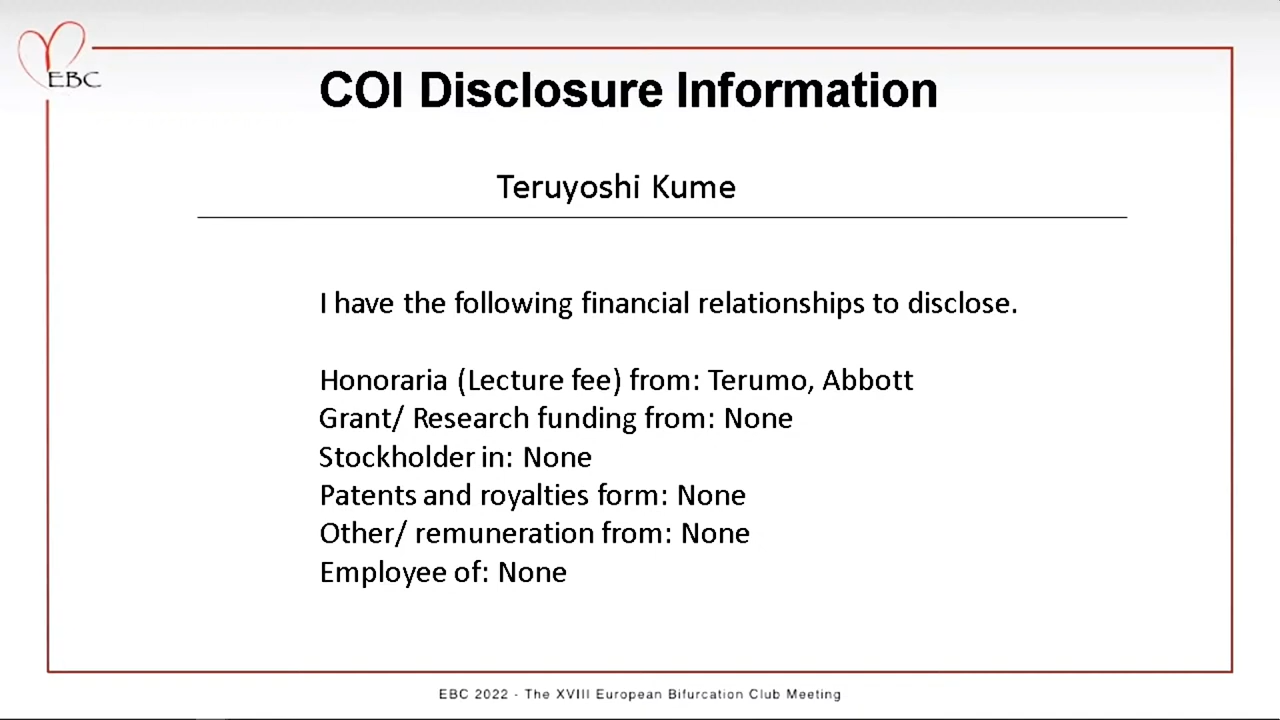 EBC
COI Disclosure Information
Teruyoshi Kume
I have the following financial relationships to disclose.
Honoraria (Lecture fee) from: Terumo, Abbott
Grant/ Research funding from: None
Stockholder in: None
Patents and royalties form: None
Other/ remuneration from: None
Employee of: None
EBC 2022 - The XVIII European Bifurcation Club Meeting